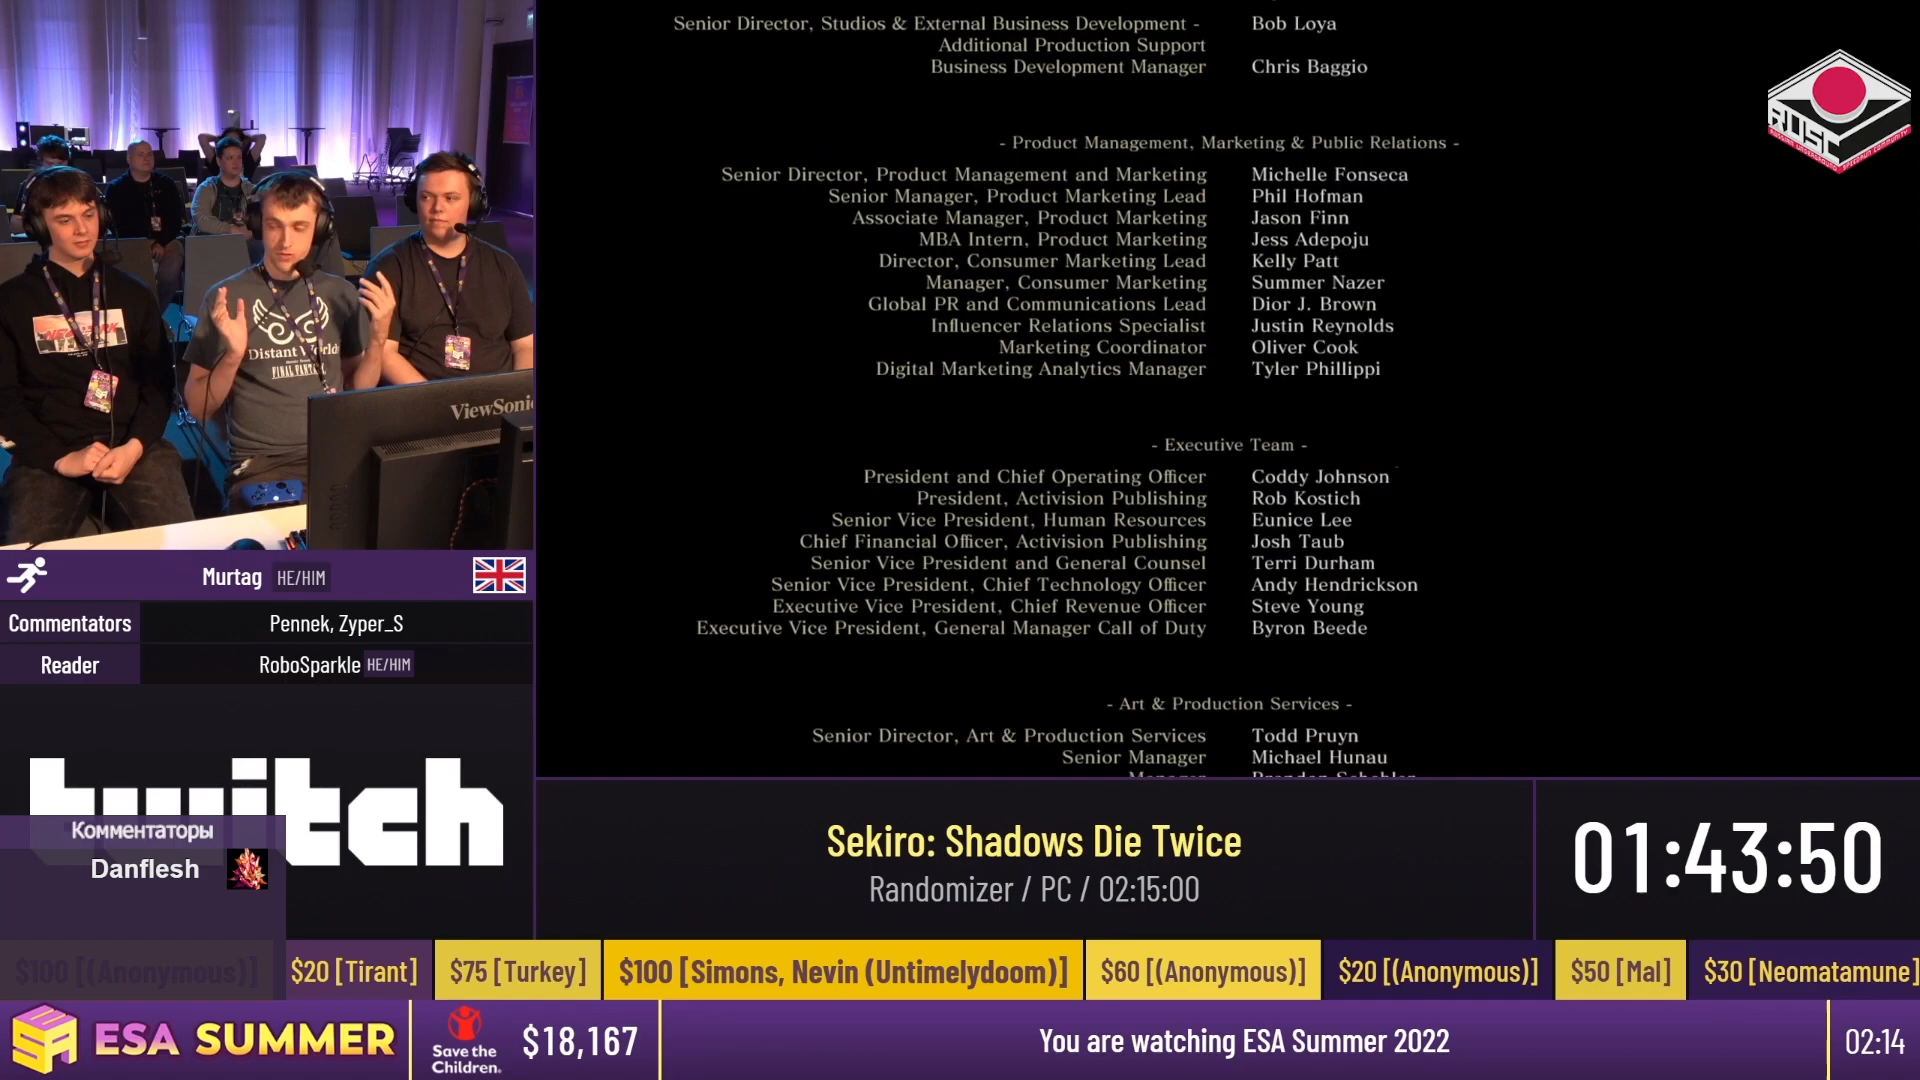 Senior Director, Studios & External Business Development - Bob Loya
Additional Production Support
Business Development Manager Chris Baggio
- Product Management, Marketing & Public Relations -
Senior Director, Product Management and Marketing Michelle Fonseca
Senior Manager, Product Marketing Lead Phil Hofman
Associate Manager, Product Marketing Jason Finn
MBA Intern, Product Marketing Jess Adepoju
Director, Consumer Marketing Lead Kelly Patt
Manager, Consumer Marketing Summer Nazer
Global PR and Communications Lead Dior J. Brown
Influencer Relations Specialist Justin Reynolds
Marketing Coordinator Oliver Cook
Digital Marketing Analytics Manager Tyler Phillippi
- Executive Team -
President and Chief Operating Officer Coddy Johnson
President, Activision Publishing Rob Kostich
Senior Vice President, Human Resources Eunice Lee
Chief Financial Officer, Activision Publishing Josh Taub
Senior Vice President and General Counsel Terri Durham
Senior Vice President, Chief Technology Officer Andy Hendrickson
Executive Vice President, Chief Revenue Officer Steve Young
Executive Vice President, General Manager Call of Duty Byron Beede
- Art & Production Services -
Senior Director, Art & Production Services Todd Pruyn
Senior Manager Michael Hunau
RUSC
Distant Worlds
FINAL FANTASY
ViewSonic
Murtag HE/HIM
Commentators Pennek, Zyper_S
Reader RoboSparkle HE/HIM
twitch
Комментаторы
Danflesh
Sekiro: Shadows Die Twice
Randomizer / PC / 02:15:00
01:43:50
$100 [(Anonymous)] $20 [Tirant] $75 [Turkey] $100 [Simons, Nevin (Untimelydoom)] $60 [(Anonymous)] $20 [(Anonymous)] $50 [Mal] $30 [Neomatamune]
ESA SUMMER
Save the
Children.
$18,167
You are watching ESA Summer 2022
02:14